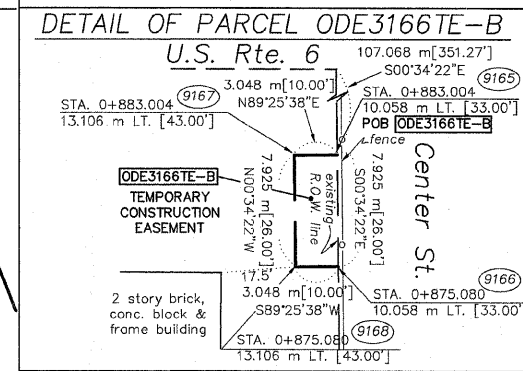 DETAIL OF PARCEL ODE3166TE-B
U.S. Rte. 6
107.068 m[351.27']
S00°34'22"E
9165
3.048 m[10.00']
N89°25'38"E
9167
STA. 0+883.004
13.106 m LT. [43.00']
STA. 0+883.004
10.058 m LT. [33.00']
POB ODE3166TE-B
fence
ODE3166TE-B
TEMPORARY
CONSTRUCTION
EASEMENT
7.925 m[26.00']
N00°34'22"W
existing
R.O.W. line
7.925 m[26.00']
S00°34'22"E
Center St.
17.5'
3.048 m[10.00']
S89°25'38"W
9166
STA. 0+875.080
10.058 m LT. [33.00'
2 story brick,
conc. block &
frame building
9168
STA. 0+875.080
13.106 m LT. [43.00']